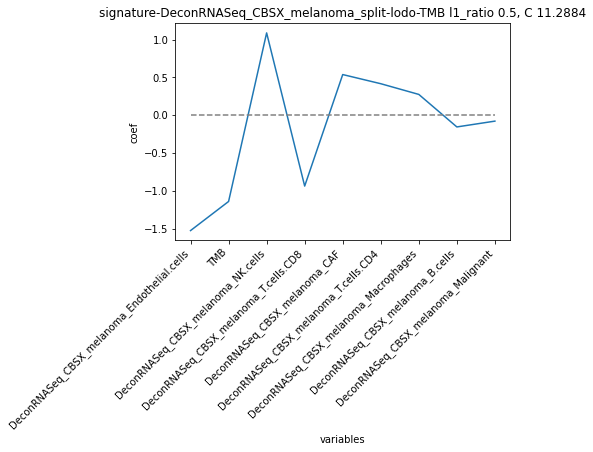 signature-DeconRNASeq_CBSX_melanoma_split-lodo-TMB l1_ratio 0.5, C 11.2884
1.0
0.5
0.0
−0.5
−1.0
−1.5
coef
DeconRNASeq_CBSX_melanoma_Endothelial.cells
TMB
DeconRNASeq_CBSX_melanoma_NK.cells
DeconRNASeq_CBSX_melanoma_T.cells.CD8
DeconRNASeq_CBSX_melanoma_CAF
DeconRNASeq_CBSX_melanoma_T.cells.CD4
DeconRNASeq_CBSX_melanoma_Macrophages
DeconRNASeq_CBSX_melanoma_B.cells
DeconRNASeq_CBSX_melanoma_Malignant
variables